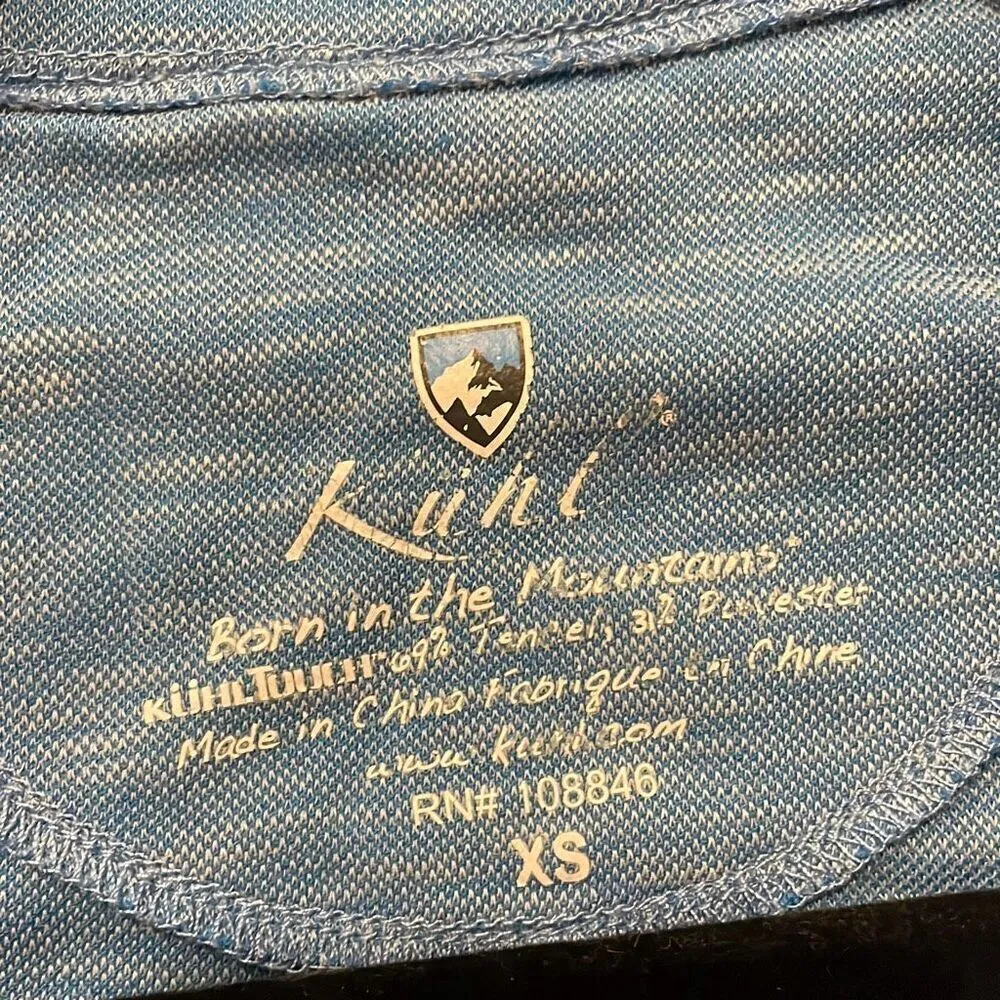 Kühl ®
Born in the Mountains
KÜHLTOUCH 69% Tencel, 31% Polyester
Made in China Fabrique En Chine
www.kuhl.com
RN# 108846
XS